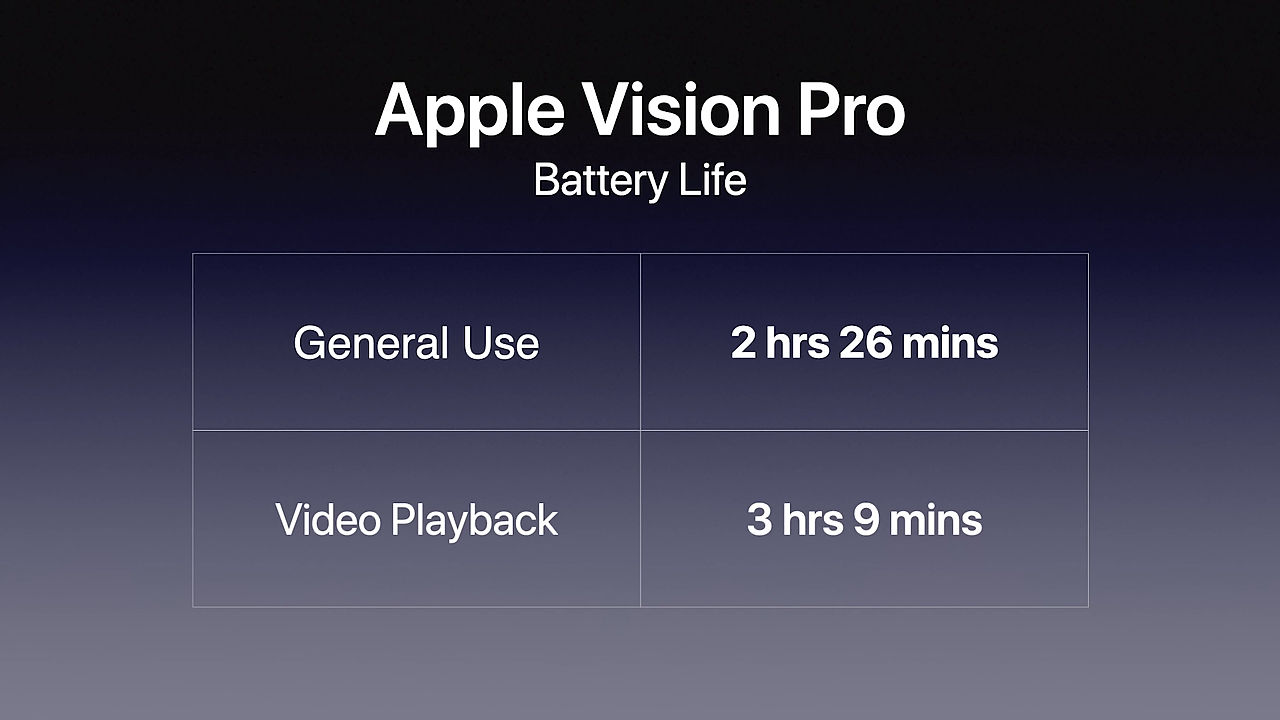 Apple Vision Pro
Battery Life
General Use
2 hrs 26 mins
Video Playback
3 hrs 9 mins